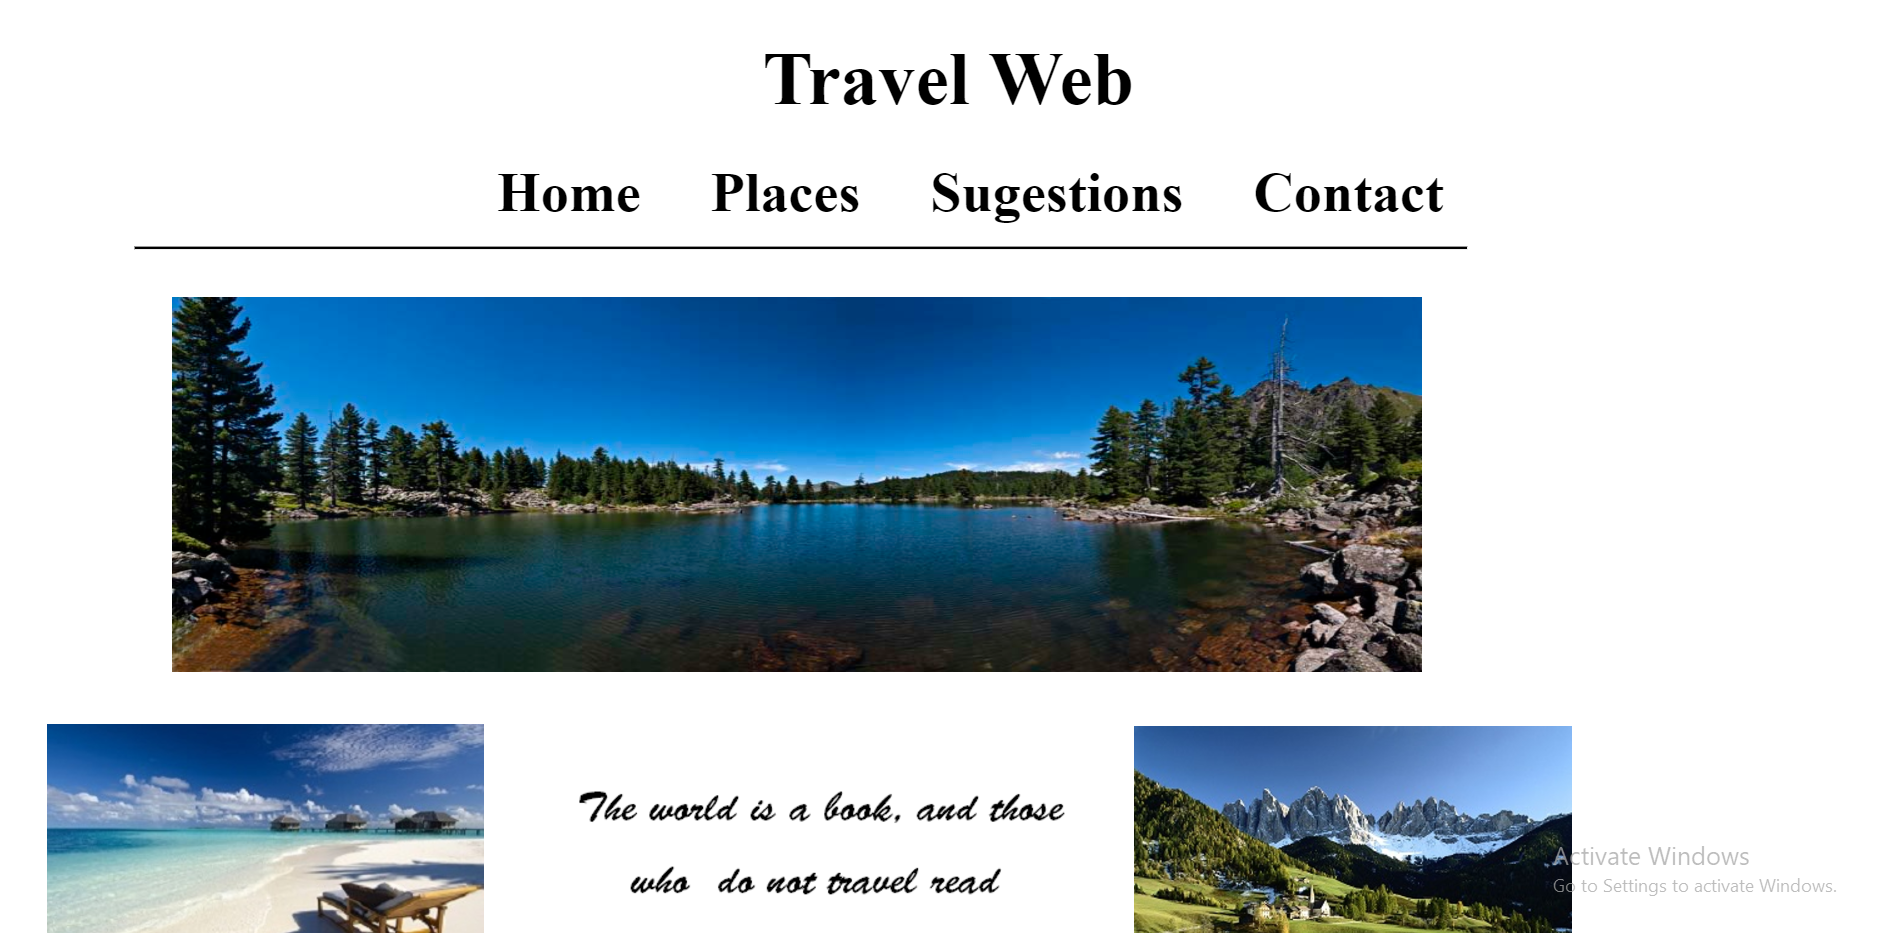 Travel Web
Home Places Sugestions Contact
The world is a book, and those
who do not travel read
Activate Windows
Go to Settings to activate Windows.